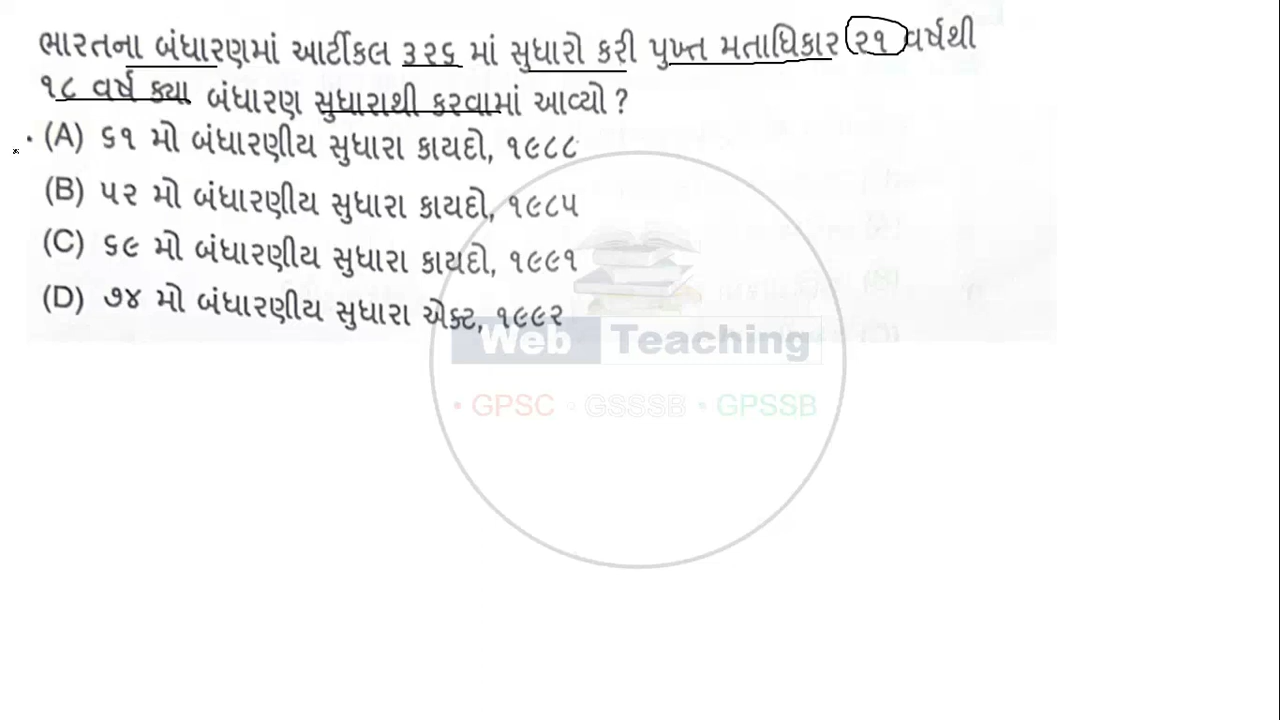 ભારતના બંધારણમાં આર્ટીકલ ૩૨૬ માં સુધારો કરી પુખ્ત મતાધિકાર ૨૧ વર્ષથી
૧૮ વર્ષ ક્યા બંધારણ સુધારાથી કરવામાં આવ્યો ?
(A) ૬૧ મો બંધારણીય સુધારા કાયદો, ૧૯૮૮
(B) ૫૨ મો બંધારણીય સુધારા કાયદો, ૧૯૮૫
(C) ૬૯ મો બંધારણીય સુધારા કાયદો, ૧૯૯૧
(D) ૭૪ મો બંધારણીય સુધારા એક્ટ, ૧૯૯૨
Web Teaching
• GPSC • GSSSB • GPSSB